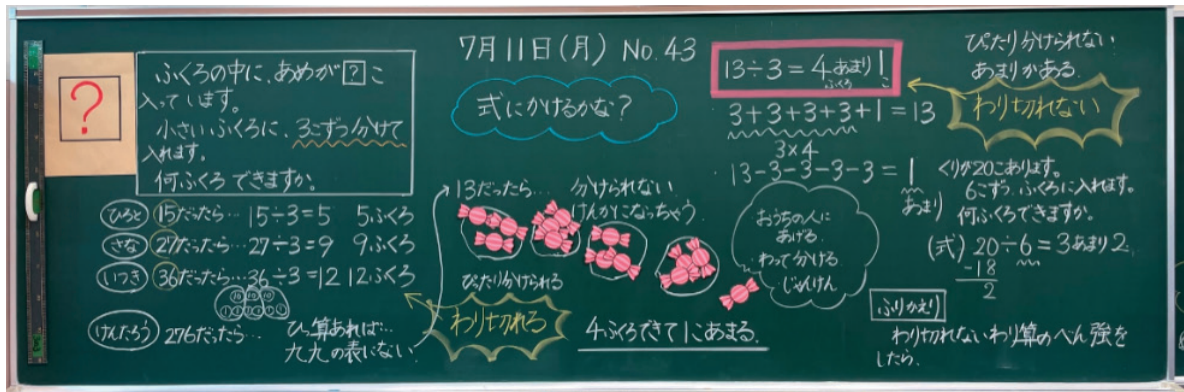 ?
ふくろの中に、あめが?こ
入っています。
小さいふくろに、3こずつ分けて
入れます。
何ふくろできますか。
ひろと 15だったら… 15÷3=5 5ふくろ
さな 27だったら… 27÷3=9 9ふくろ
いつき 36だったら… 36÷3=12 12ふくろ
10 10 10
けんたろう 276だったら…
ひっ算あれば…
九九の表にない
7月11日(月) No.43
式にかけるかな?
13だったら… 分けられない
けんかになっちゃう
ぴったり分けられる
わり切れる
4ふくろできて1こあまる。
13÷3=4あまり1
ふくろ こ
3+3+3+3+1=13
3×4
13-3-3-3-3=1
あまり
おうちの人に
あげる
わって分ける
じゃんけん
ぴったり分けられない
あまりがある
わり切れない
くりが20こあります。
6こずつ、ふくろに入れます。
何ふくろできますか。
(式) 20÷6=3あまり2
-18
2
ふりかえり
わり切れないわり算のべん強を
したら、